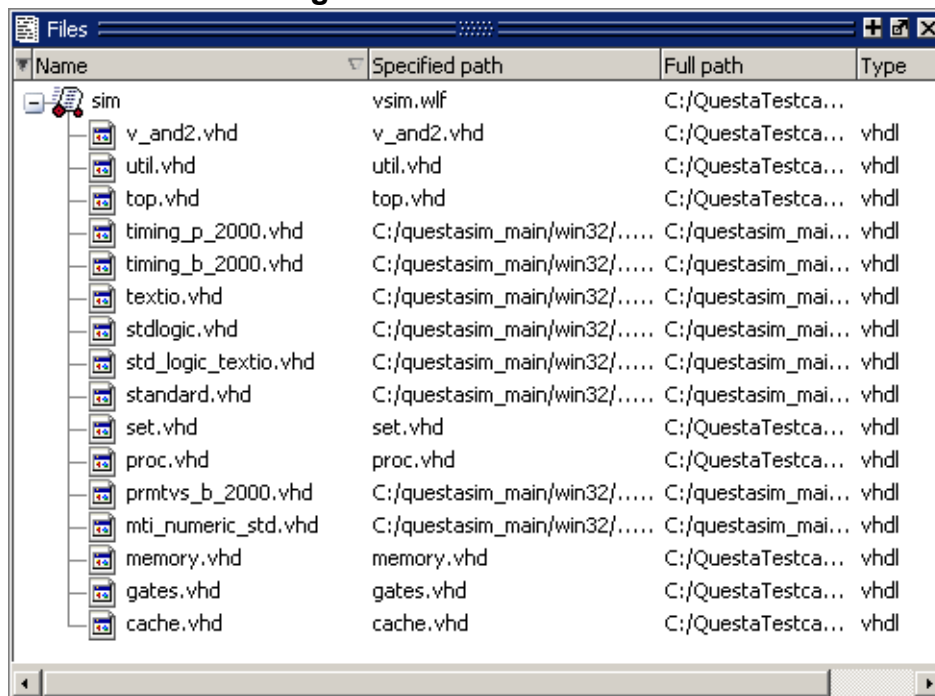 Files
Name Specified path Full path Type
sim vsim.wlf C:/QuestaTestca...
v_and2.vhd v_and2.vhd C:/QuestaTestca... vhdl
util.vhd util.vhd C:/QuestaTestca... vhdl
top.vhd top.vhd C:/QuestaTestca... vhdl
timing_p_2000.vhd C:/questasim_main/win32/..... C:/questasim_mai... vhdl
timing_b_2000.vhd C:/questasim_main/win32/..... C:/questasim_mai... vhdl
textio.vhd C:/questasim_main/win32/..... C:/questasim_mai... vhdl
stdlogic.vhd C:/questasim_main/win32/..... C:/questasim_mai... vhdl
std_logic_textio.vhd C:/questasim_main/win32/..... C:/questasim_mai... vhdl
standard.vhd C:/questasim_main/win32/..... C:/questasim_mai... vhdl
set.vhd set.vhd C:/QuestaTestca... vhdl
proc.vhd proc.vhd C:/QuestaTestca... vhdl
prmtvs_b_2000.vhd C:/questasim_main/win32/..... C:/questasim_mai... vhdl
mti_numeric_std.vhd C:/questasim_main/win32/..... C:/questasim_mai... vhdl
memory.vhd memory.vhd C:/QuestaTestca... vhdl
gates.vhd gates.vhd C:/QuestaTestca... vhdl
cache.vhd cache.vhd C:/QuestaTestca... vhdl